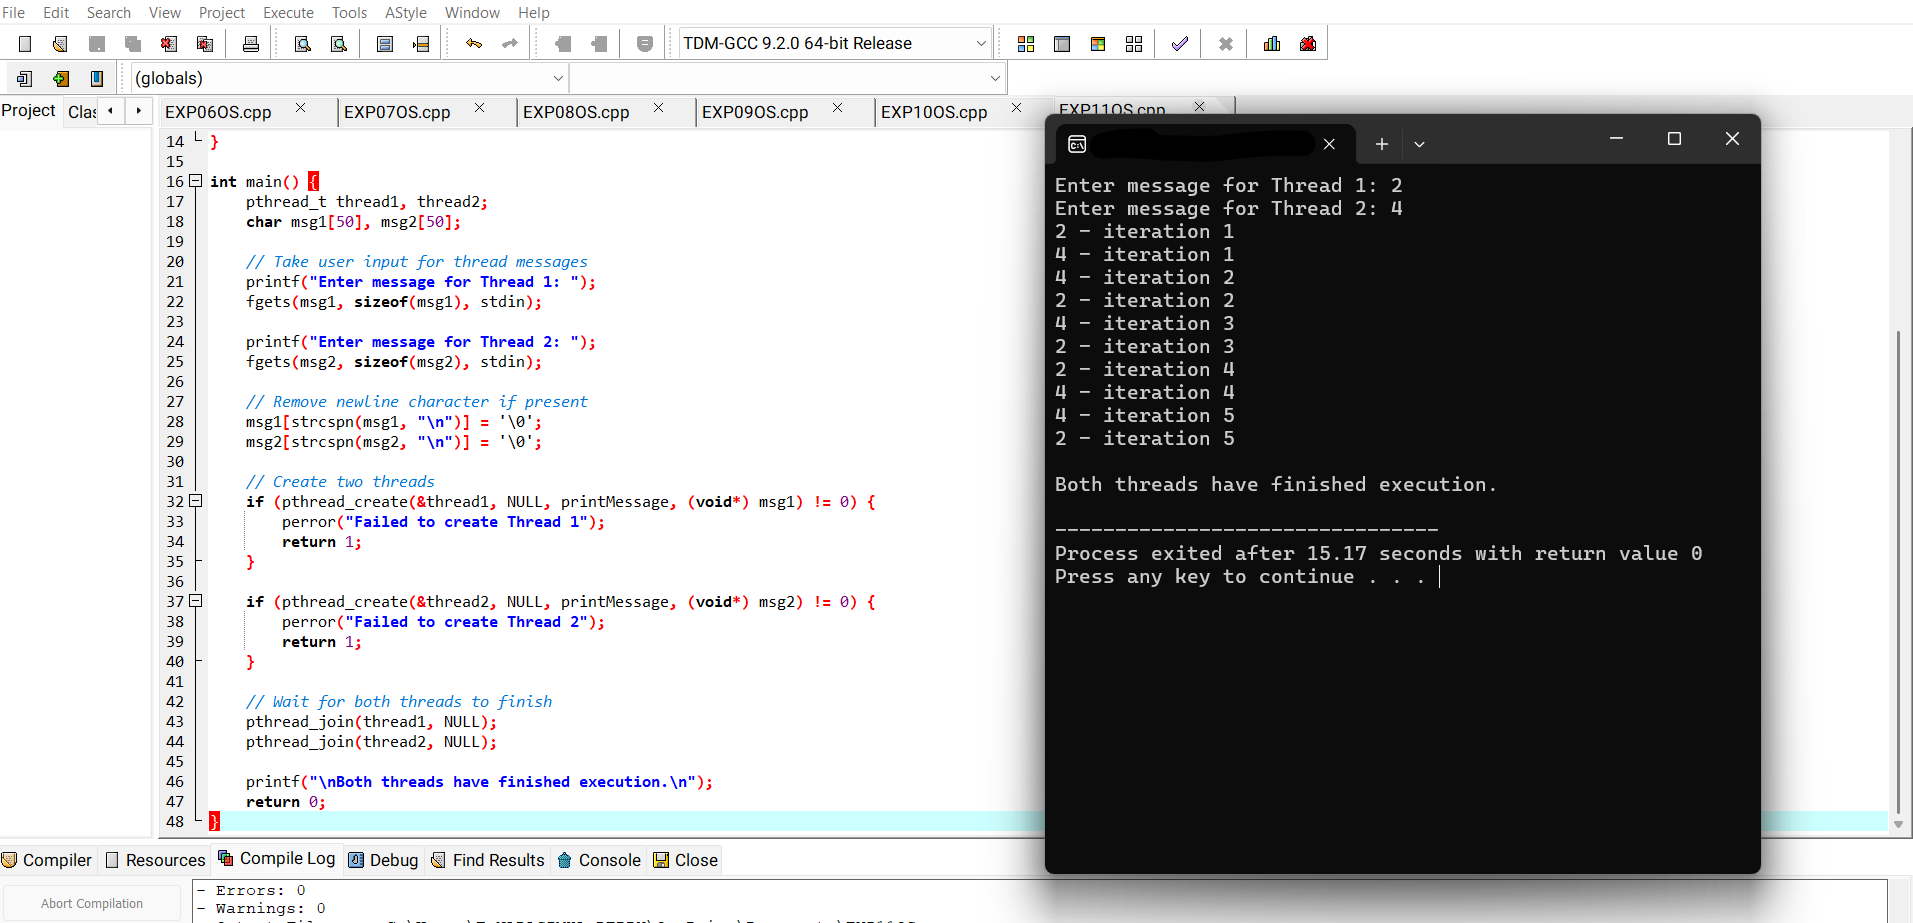 File Edit Search View Project Execute Tools AStyle Window Help
TDM-GCC 9.2.0 64-bit Release
(globals)
Project Clas
EXP06OS.cpp EXP07OS.cpp EXP08OS.cpp EXP09OS.cpp EXP10OS.cpp EXP11OS.cpp
14 }
15
16 int main() {
17 pthread_t thread1, thread2;
18 char msg1[50], msg2[50];
19
20 // Take user input for thread messages
21 printf("Enter message for Thread 1: ");
22 fgets(msg1, sizeof(msg1), stdin);
23
24 printf("Enter message for Thread 2: ");
25 fgets(msg2, sizeof(msg2), stdin);
26
27 // Remove newline character if present
28 msg1[strcspn(msg1, "\n")] = '\0';
29 msg2[strcspn(msg2, "\n")] = '\0';
30
31 // Create two threads
32 if (pthread_create(&thread1, NULL, printMessage, (void*) msg1) != 0) {
33 perror("Failed to create Thread 1");
34 return 1;
35 }
36
37 if (pthread_create(&thread2, NULL, printMessage, (void*) msg2) != 0) {
38 perror("Failed to create Thread 2");
39 return 1;
40 }
41
42 // Wait for both threads to finish
43 pthread_join(thread1, NULL);
44 pthread_join(thread2, NULL);
45
46 printf("\nBoth threads have finished execution.\n");
47 return 0;
48 }
Enter message for Thread 1: 2
Enter message for Thread 2: 4
2 - iteration 1
4 - iteration 1
4 - iteration 2
2 - iteration 2
4 - iteration 3
2 - iteration 3
2 - iteration 4
4 - iteration 4
4 - iteration 5
2 - iteration 5
Both threads have finished execution.
--------------------------------
Process exited after 15.17 seconds with return value 0
Press any key to continue . . .
Compiler Resources Compile Log Debug Find Results Console Close
Abort Compilation
- Errors: 0
- Warnings: 0